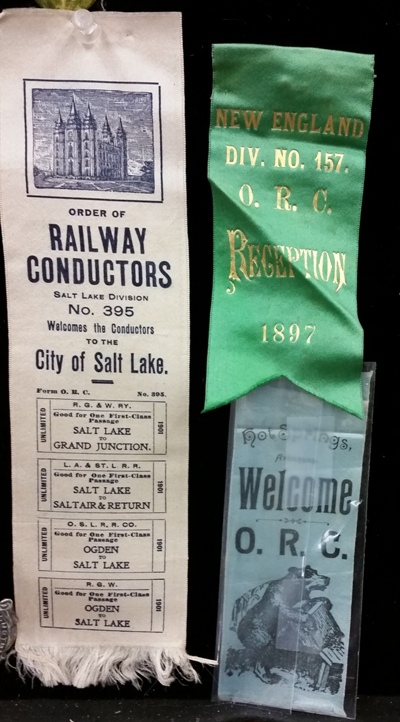 ORDER OF
RAILWAY
CONDUCTORS
SALT LAKE DIVISION
No. 395
Welcomes the Conductors
TO THE
City of Salt Lake.
Form O. R. C. No. 395.
UNLIMITED
R. G. & W. RY.
Good for One First-Class
Passage
SALT LAKE
TO
GRAND JUNCTION.
1901
UNLIMITED
L. A. & ST. L. R. R.
Good for One First-Class
Passage
SALT LAKE
TO
SALTAIR & RETURN
1901
UNLIMITED
O. S. L. R. R. CO.
Good for One First-Class
Passage
OGDEN
TO
SALT LAKE
1901
UNLIMITED
R. G. W.
Good for One First-Class
Passage
OGDEN
TO
SALT LAKE
1901
NEW ENGLAND
DIV. NO. 157.
O. R. C.
RECEPTION
1897
Hot Springs,
Welcome
O. R. C.